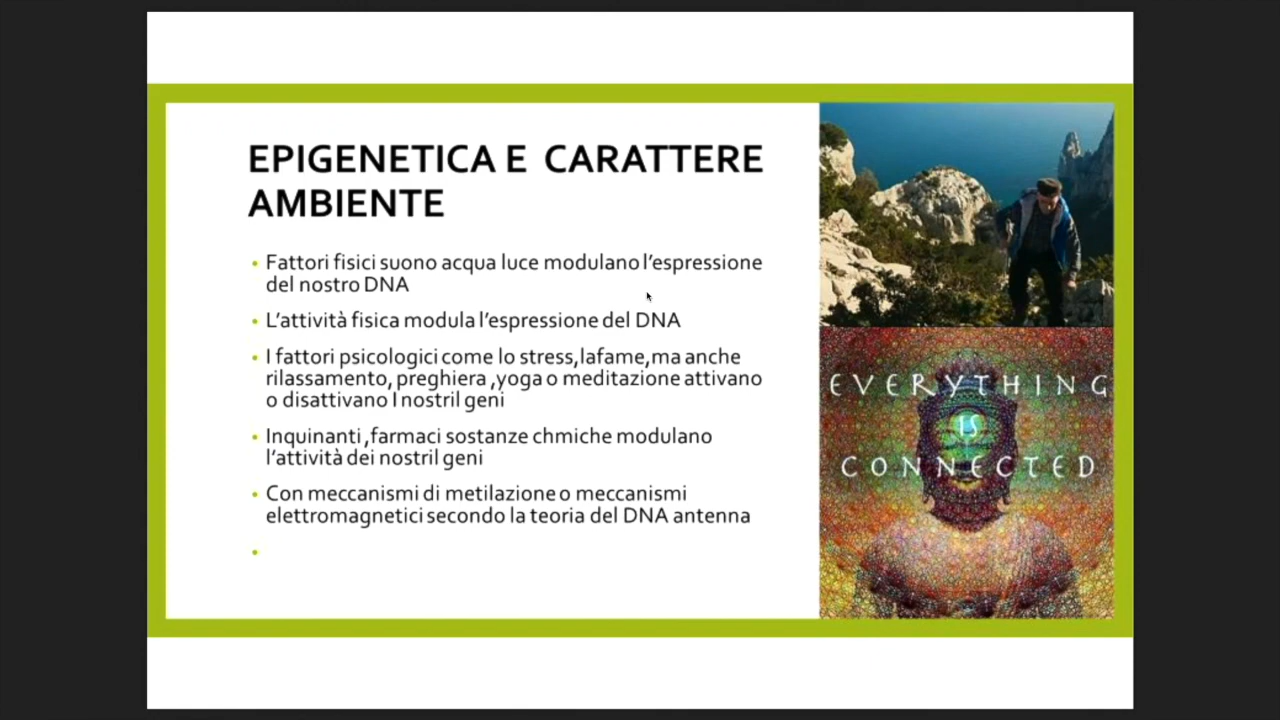 EPIGENETICA E CARATTERE
AMBIENTE
Fattori fisici suono acqua luce modulano l'espressione
del nostro DNA
L'attività fisica modula l'espressione del DNA
I fattori psicologici come lo stress,lafame,ma anche
rilassamento, preghiera ,yoga o meditazione attivano
o disattivano I nostril geni
Inquinanti ,farmaci sostanze chmiche modulano
l'attività dei nostril geni
Con meccanismi di metilazione o meccanismi
elettromagnetici secondo la teoria del DNA antenna
EVERYTHING
IS
CONNECTED